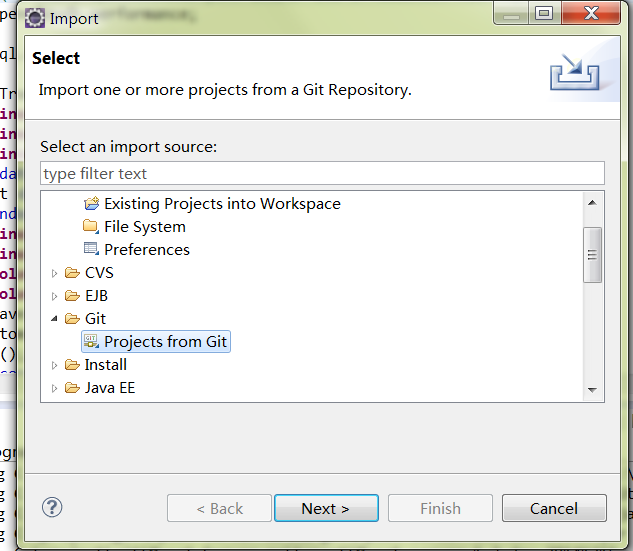 Import
Select
Import one or more projects from a Git Repository.
Select an import source:
type filter text
Existing Projects into Workspace
File System
Preferences
CVS
EJB
Git
GIT
Projects from Git
Install
Java EE
?
< Back
Next >
Finish
Cancel